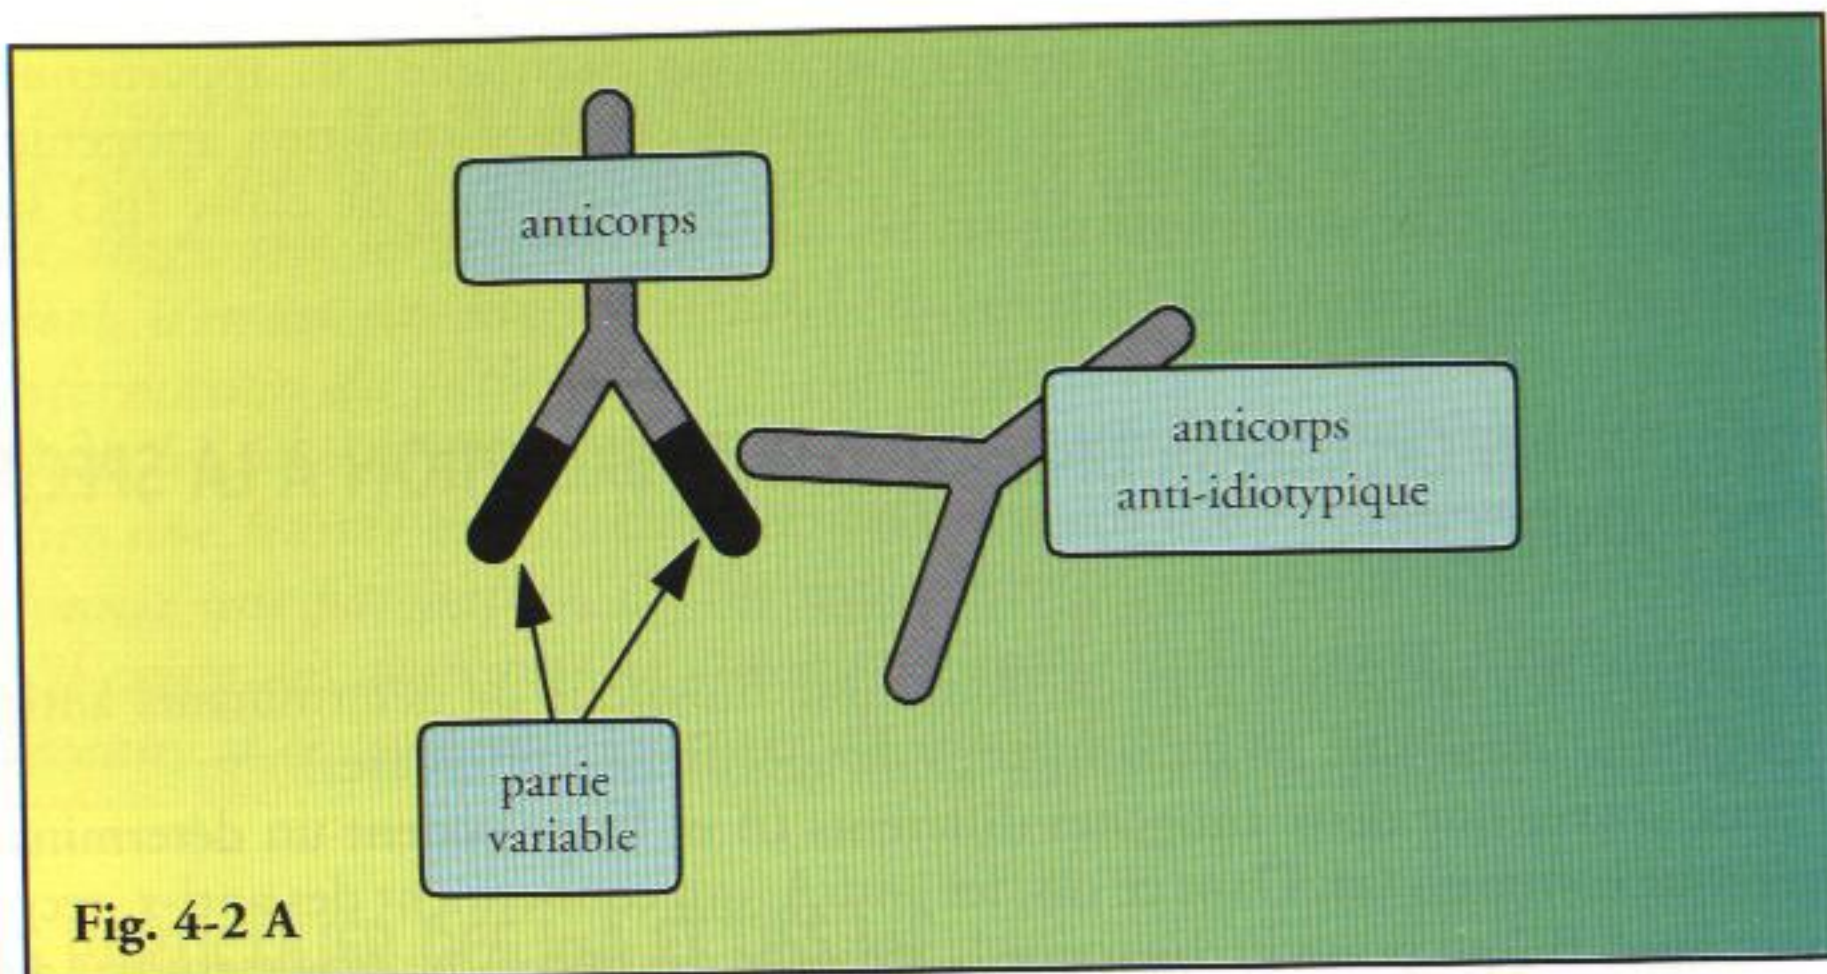 anticorps
anticorps
anti-idiotypique
partie
variable
Fig. 4-2 A